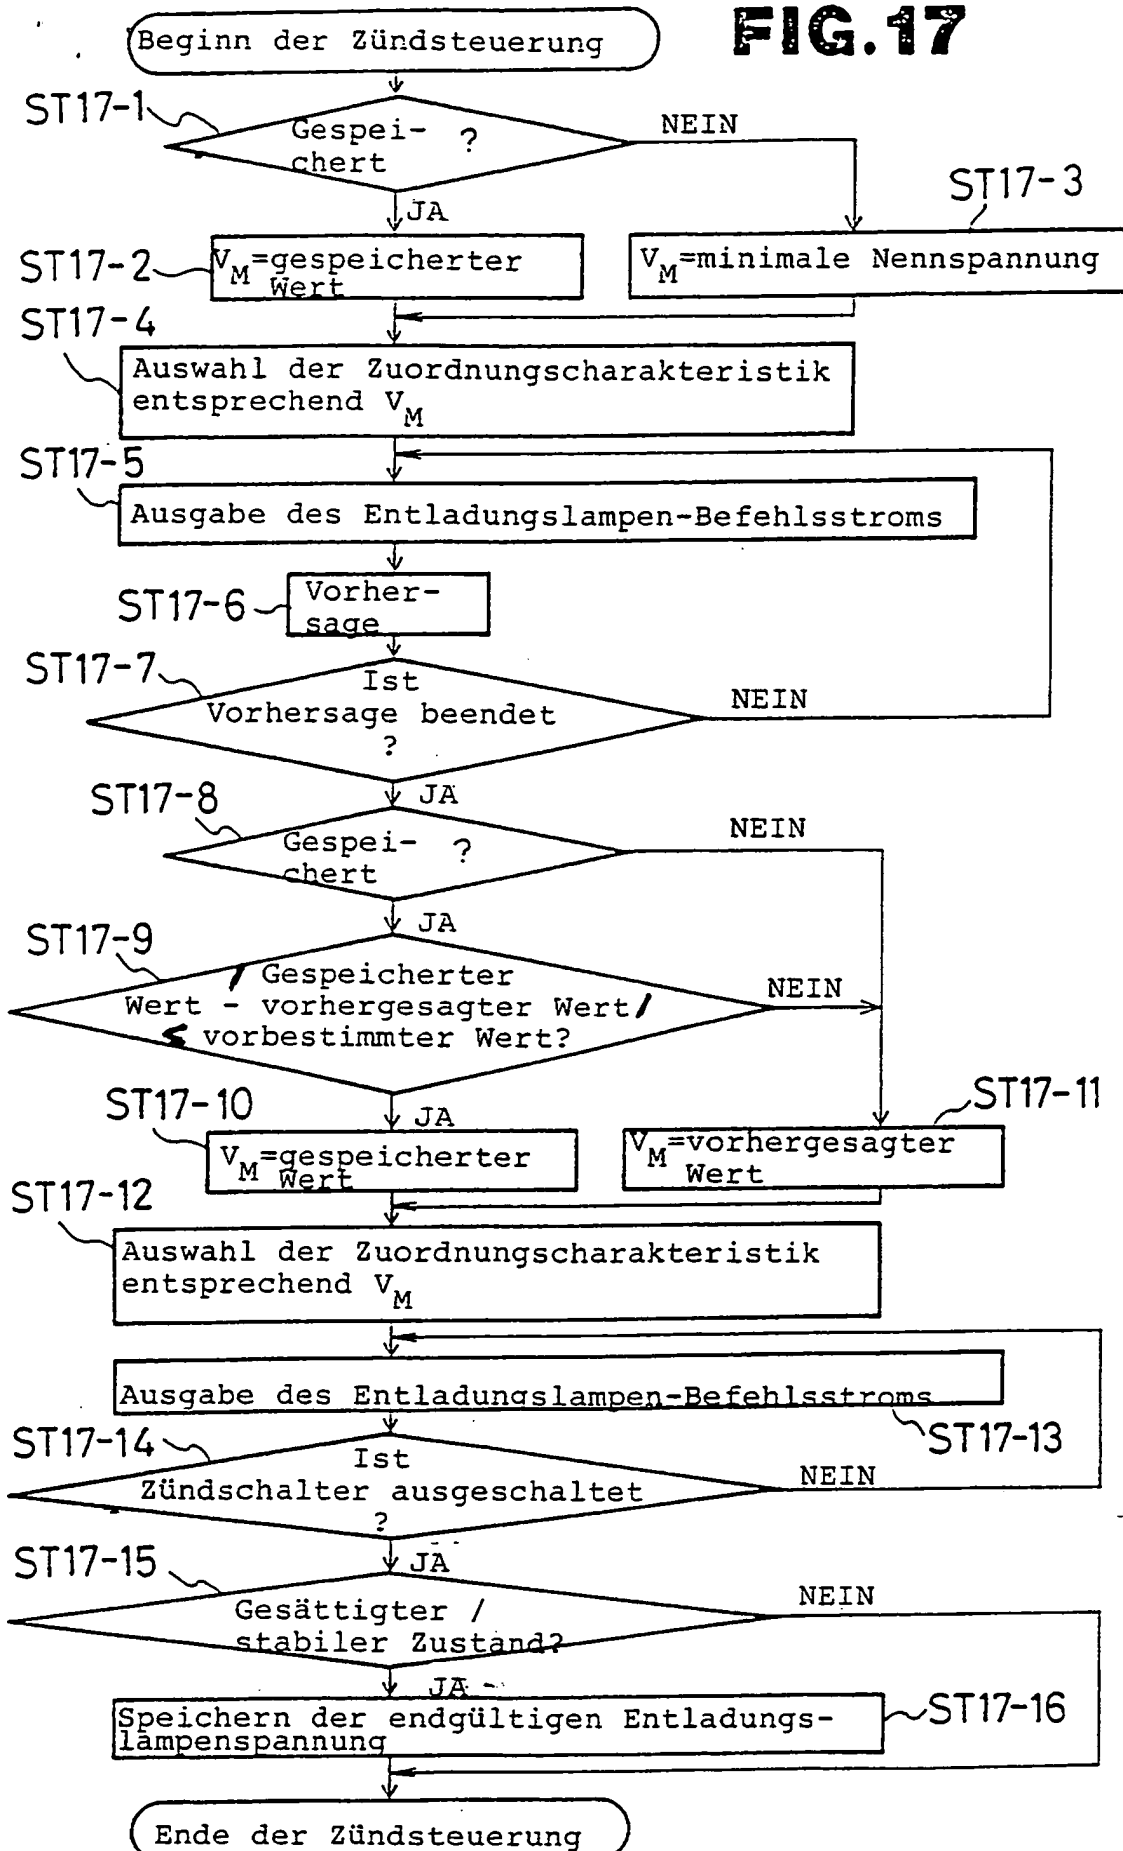 FIG.17
Beginn der Zündsteuerung
ST17-1
Gespei-
chert ?
NEIN
JA
ST17-3
ST17-2
V_M=gespeicherter
Wert
V_M=minimale Nennspannung
ST17-4
Auswahl der Zuordnungscharakteristik
entsprechend V_M
ST17-5
Ausgabe des Entladungslampen-Befehlsstroms
ST17-6
Vorher-
sage
ST17-7
Ist
Vorhersage beendet
?
NEIN
JA
ST17-8
Gespei-
chert ?
NEIN
JA
ST17-9
/ Gespeicherter
Wert - vorhergesagter Wert/
≤ vorbestimmter Wert?
NEIN
JA
ST17-10
ST17-11
V_M=gespeicherter
Wert
V_M=vorhergesagter
Wert
ST17-12
Auswahl der Zuordnungscharakteristik
entsprechend V_M
Ausgabe des Entladungslampen-Befehlsstroms
ST17-13
ST17-14
Ist
Zündschalter ausgeschaltet
?
NEIN
JA
ST17-15
Gesättigter /
stabiler Zustand?
NEIN
JA
Speichern der endgültigen Entladungs-
lampenspannung
ST17-16
Ende der Zündsteuerung